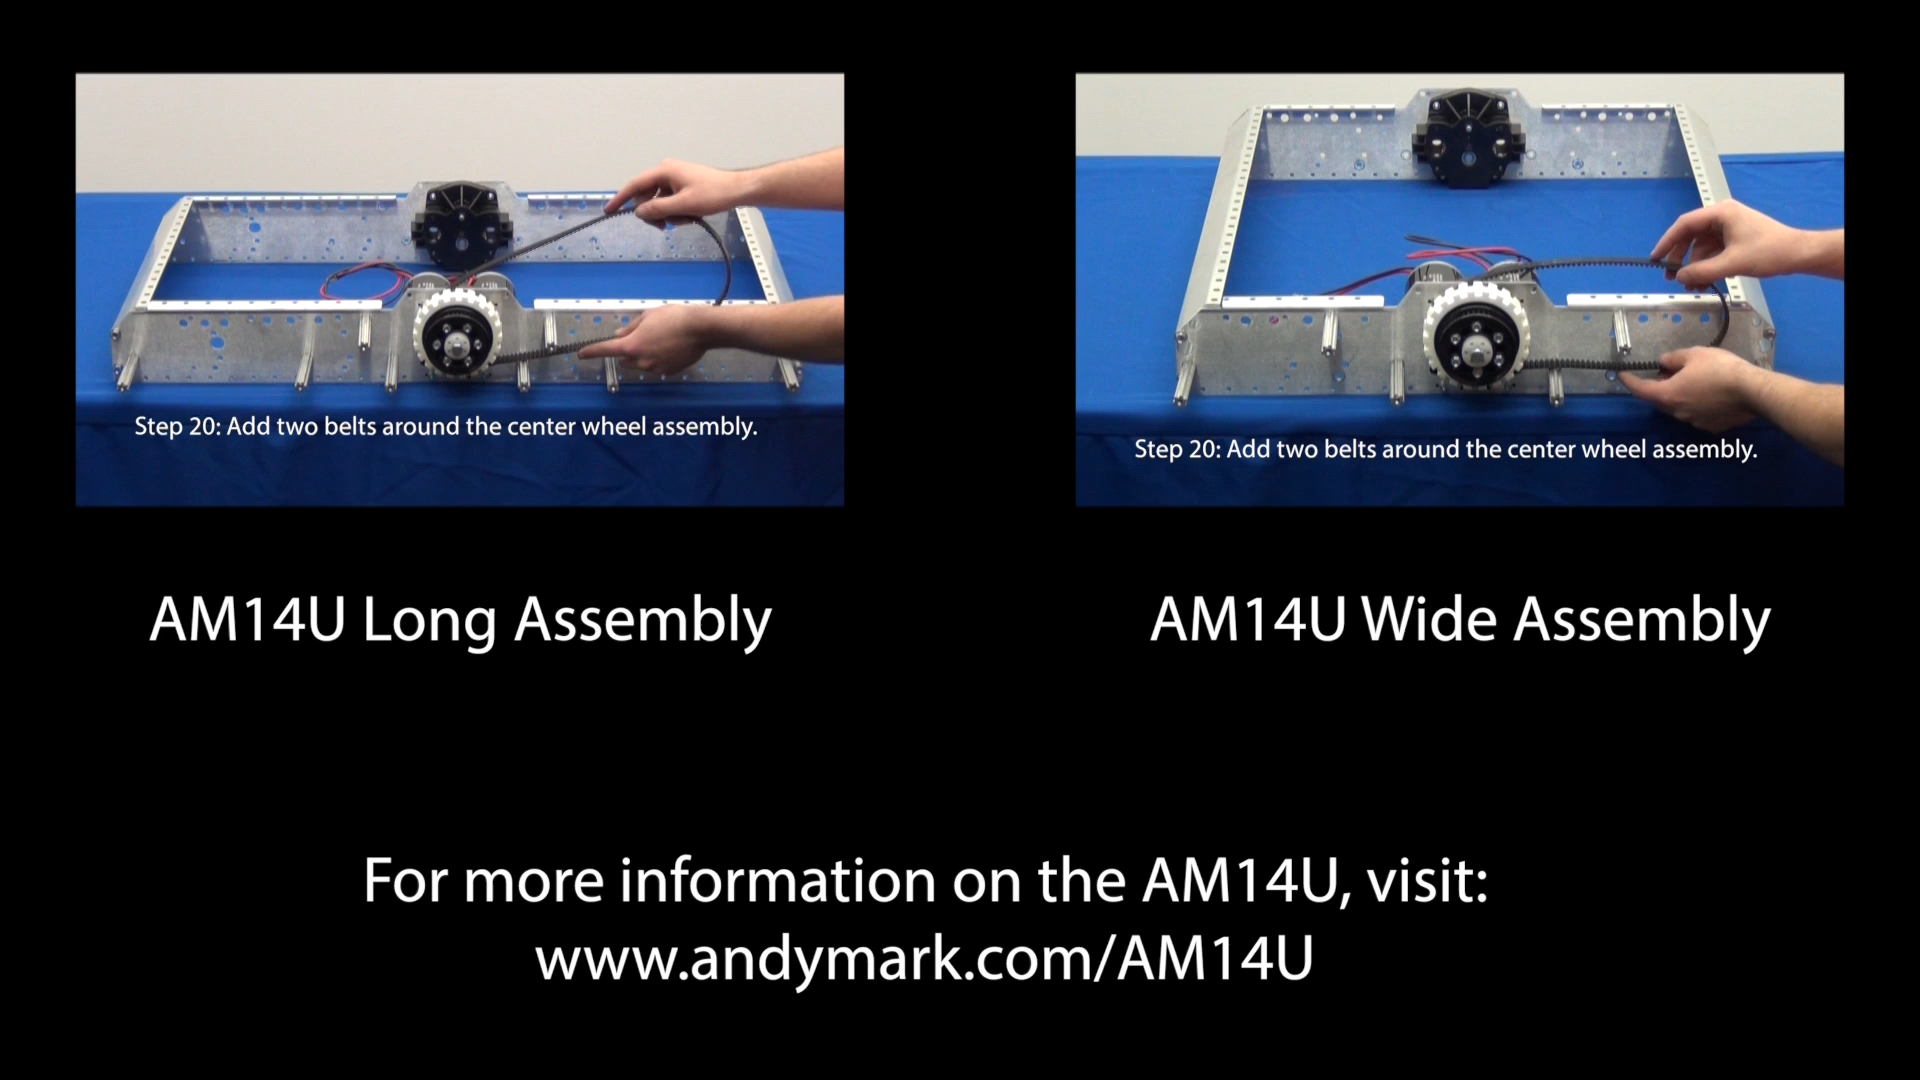 Step 20: Add two belts around the center wheel assembly.
Step 20: Add two belts around the center wheel assembly.
AM14U Long Assembly
AM14U Wide Assembly
For more information on the AM14U, visit:
www.andymark.com/AM14U